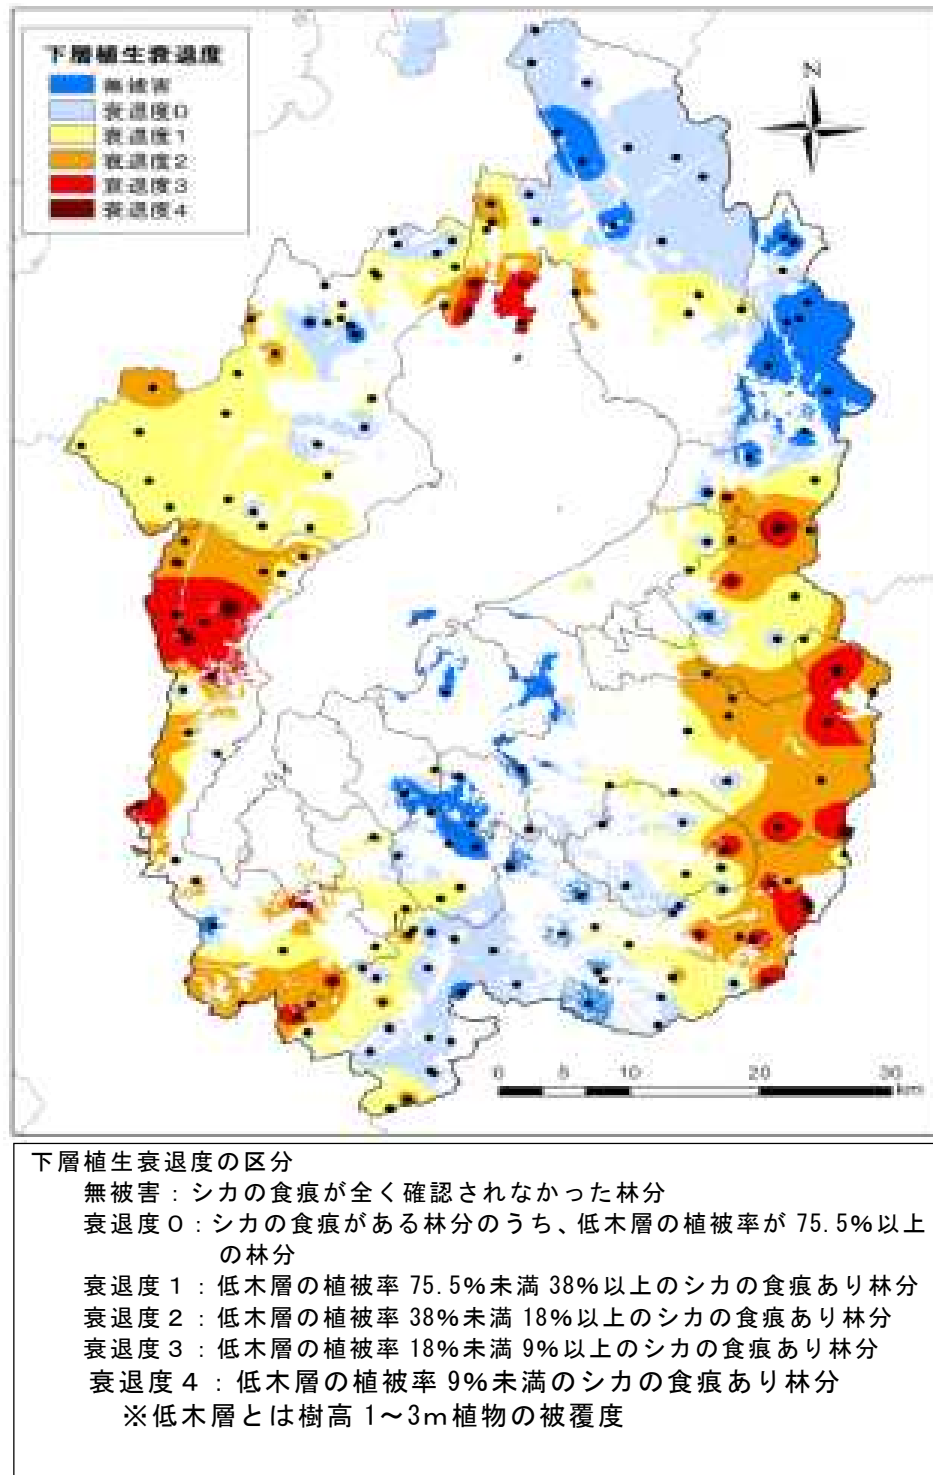 下層植生衰退度
無被害
衰退度0
衰退度1
衰退度2
衰退度3
衰退度4
N
0 5 10 20 30
km
下層植生衰退度の区分
無被害：シカの食痕が全く確認されなかった林分
衰退度０：シカの食痕がある林分のうち、低木層の植被率が 75.5%以上
の林分
衰退度１：低木層の植被率 75.5%未満 38%以上のシカの食痕あり林分
衰退度２：低木層の植被率 38%未満 18%以上のシカの食痕あり林分
衰退度３：低木層の植被率 18%未満 9%以上のシカの食痕あり林分
衰退度４：低木層の植被率 9%未満のシカの食痕あり林分
※低木層とは樹高 1～3ｍ植物の被覆度